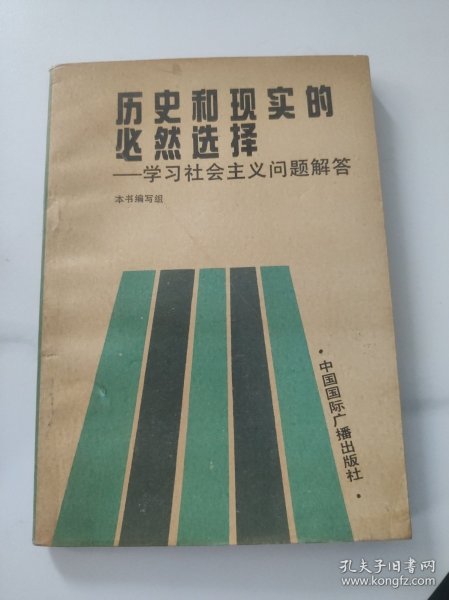 历史和现实的
必然选择
——学习社会主义问题解答
本书编写组
·中国国际广播出版社·
孔夫子旧书网
www.kongfz.com